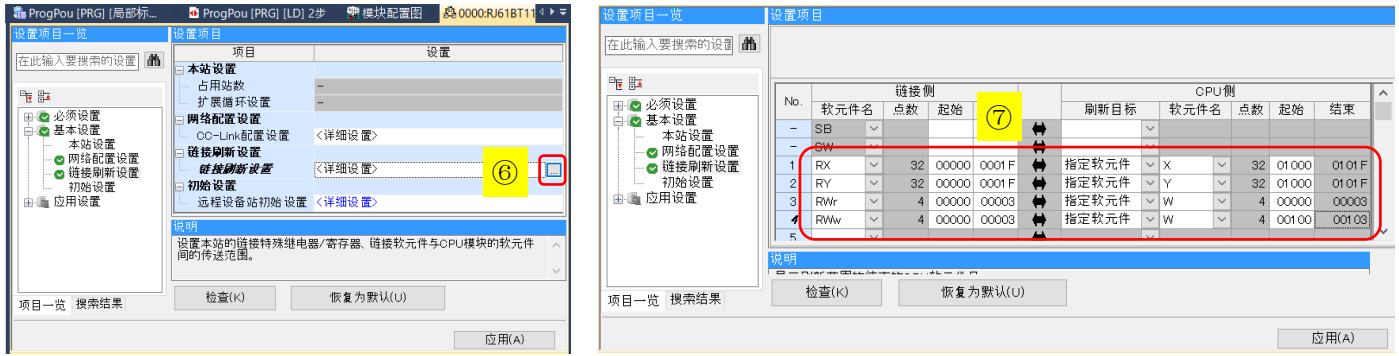 ProgPou [PRG] [局部标...
ProgPou [PRG] [LD] 2步
模块配置图
0000:RJ61BT11
设置项目一览
设置项目
在此输入要搜索的设置
项目
设置
本站设置
占用站数
–
扩展循环设置
–
网络配置设置
CC-Link配置设置
<详细设置>
链接刷新设置
链接刷新设置
<详细设置>
⑥
...
初始设置
远程设备站初始设置
<详细设置>
必须设置
基本设置
本站设置
网络配置设置
链接刷新设置
初始设置
应用设置
说明
设置本站的链接特殊继电器/寄存器、链接软元件与CPU模块的软元件
间的传送范围。
项目一览
搜索结果
检查(K)
恢复为默认(U)
应用(A)
设置项目一览
设置项目
在此输入要搜索的设置
必须设置
基本设置
本站设置
网络配置设置
链接刷新设置
初始设置
应用设置
No.
链接侧
CPU侧
软元件名 点数 起始
⑦
刷新目标 软元件名 点数 起始 结束
– SB
– SW
1 RX 32 00000 0001F 指定软元件 X 32 01000 0101F
2 RY 32 00000 0001F 指定软元件 Y 32 01000 0101F
3 RWr 4 00000 00003 指定软元件 W 4 00000 00003
4 RWw 4 00000 00003 指定软元件 W 4 00100 00103
5
说明
检查(K)
恢复为默认(U)
项目一览
搜索结果
应用(A)